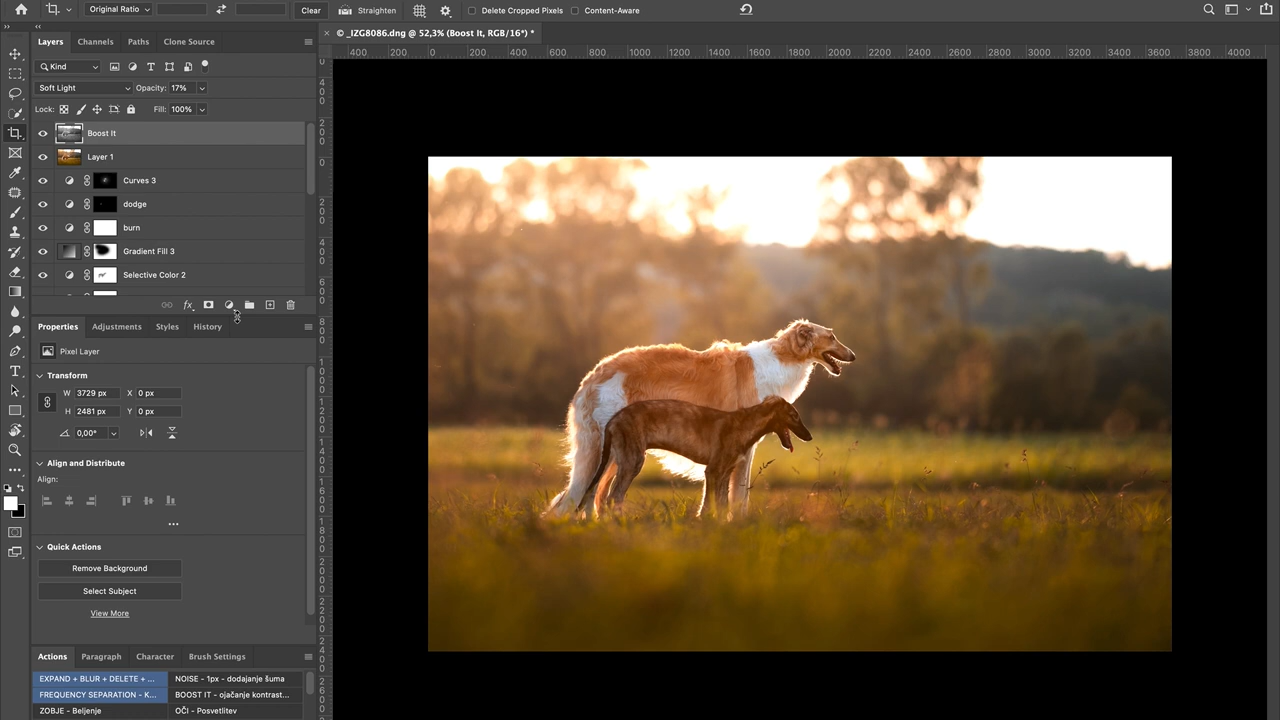 Original Ratio
Clear
Straighten
Delete Cropped Pixels
Content-Aware
Layers
Channels
Paths
Clone Source
© _IZG8086.dng @ 52,3% (Boost It, RGB/16*) *
400 200 0 200 400 600 800 1000 1200 1400 1600 1800 2000 2200 2400 2600 2800 3000 3200 3400 3600 3800 4000
Kind
Soft Light
Opacity: 17%
Lock:
Fill: 100%
Boost It
Layer 1
Curves 3
dodge
burn
Gradient Fill 3
Selective Color 2
fx
Properties
Adjustments
Styles
History
Pixel Layer
Transform
W 3729 px X 0 px
H 2481 px Y 0 px
0,00°
Align and Distribute
Align:
Quick Actions
Remove Background
Select Subject
View More
Actions
Paragraph
Character
Brush Settings
EXPAND + BLUR + DELETE + ...
NOISE - 1px - dodajanje šuma
FREQUENCY SEPARATION - K...
BOOST IT - ojačanje kontrast...
ZOBJE - Beljenje
OČI - Posvetlitev